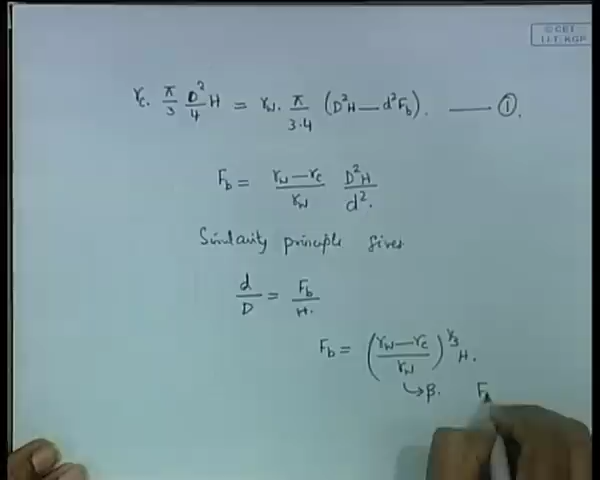 © CET
I.I.T. KGP
γc. π/3 D²/4 H = γw. π/3·4 (D²H — d²Fb). —— ①.
Fb = (γw — γc)/γw D²H/d².
Similarity principle gives
d/D = Fb/H.
Fb = ((γw — γc)/γw)^(1/3) H.
↳ β. F